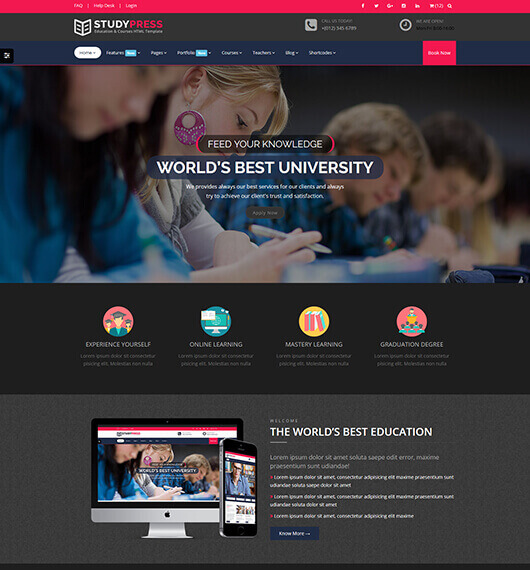 FAQ | Help Desk | Login
(12)
STUDYPRESS
Education & Courses HTML Template
CALL US TODAY!
+(012) 345 6789
WE ARE OPEN!
Home Features New Pages Portfolio New Courses Teachers Blog Shortcodes
Book Now
FEED YOUR KNOWLEDGE
WORLD'S BEST UNIVERSITY
We provides always our best services for our clients and always
try to achieve our client's trust and satisfaction.
Apply Now
EXPERIENCE YOURSELF
Lorem ipsum dolor sit consectetur
elit. Molestias non nulla
ONLINE LEARNING
Lorem ipsum dolor sit consectetur
elit. Molestias non nulla
MASTERY LEARNING
Lorem ipsum dolor sit consectetur
elit. Molestias non nulla
GRADUATION DEGREE
Lorem ipsum dolor sit consectetur
elit. Molestias non nulla
STUDYPRESS
WORLD'S BEST UNIVERSITY
WELCOME
THE WORLD'S BEST EDUCATION
Lorem ipsum dolor sit amet soluta saepe odit error, maxime
praesentium sunt udiandae!
Lorem ipsum dolor sit amet, consectetur adipisicing elit maxime praesentium sunt
udiandae soluta saepe dolor sit amet
Lorem ipsum dolor sit amet, consectetur adipisicing elit maxime praesentium sunt
udiandae soluta saepe dolor sit amet
Lorem ipsum dolor sit amet, consectetur adipisicing elit maxime
Know More